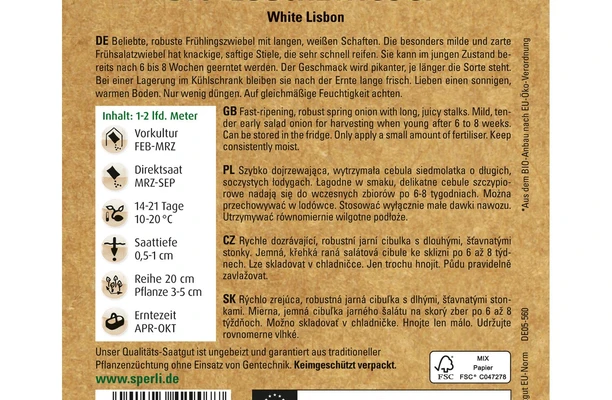 White Lisbon
DE Beliebte, robuste Frühlingszwiebel mit langen, weißen Schaften. Die besonders milde und zarte
Frühsalatzwiebel hat knackige, saftige Stiele, die sehr schnell reifen. Sie kann im jungen Zustand be-
reits nach 6 bis 8 Wochen geerntet werden. Der Geschmack wird pikanter, je länger die Sorte steht.
Bei einer Lagerung im Kühlschrank bleiben sie nach der Ernte lange frisch. Lieben einen sonnigen,
warmen Boden. Nur wenig düngen. Auf gleichmäßige Feuchtigkeit achten.
Inhalt: 1-2 lfd. Meter
Vorkultur
FEB-MRZ
Direktsaat
MRZ-SEP
14-21 Tage
10-20 °C
Saattiefe
0,5-1 cm
Reihe 20 cm
Pflanze 3-5 cm
Erntezeit
APR-OKT
GB Fast-ripening, robust spring onion with long, juicy stalks. Mild, ten-
der early salad onion for harvesting when young after 6 to 8 weeks.
Can be stored in the fridge. Only apply a small amount of fertiliser. Keep
consistently moist.
PL Szybko dojrzewająca, wytrzymała cebula siedmolatka o długich,
soczystych łodygach. Łagodne w smaku, delikatne cebule szczypio-
rowe nadają się do wczesnych zbiorów po 6-8 tygodniach. Można
przechowywać w lodówce. Stosować wyłącznie małe dawki nawozu.
Utrzymywać równomiernie wilgotne podłoże.
CZ Rychle dozrávající, robustní jarní cibulka s dlouhými, šťavnatými
stonky. Jemná, křehká raná salátová cibule ke sklizni po 6 až 8 týd-
nech. Lze skladovat v chladničce. Jen trochu hnojit. Půdu pravidelně
zavlažovat.
SK Rýchlo zrejúca, robustná jarná cibuľka s dlhými, šťavnatými ston-
kami. Mierna, jemná cibuľka jarného šalátu na skorý zber po 6 až 8
týždňoch. Možno skladovať v chladničke. Hnojte len málo. Udržujte
rovnomerne vlhké.
Unser Qualitäts-Saatgut ist ungebeizt und garantiert aus traditioneller
Pflanzenzüchtung ohne Einsatz von Gentechnik. Keimgeschützt verpackt.
www.sperli.de
FSC
MIX
Papier
FSC® C047278
*Aus dem BIO-Anbau nach EU-Öko-Verordnung
DE05-560
gut EU-Norm